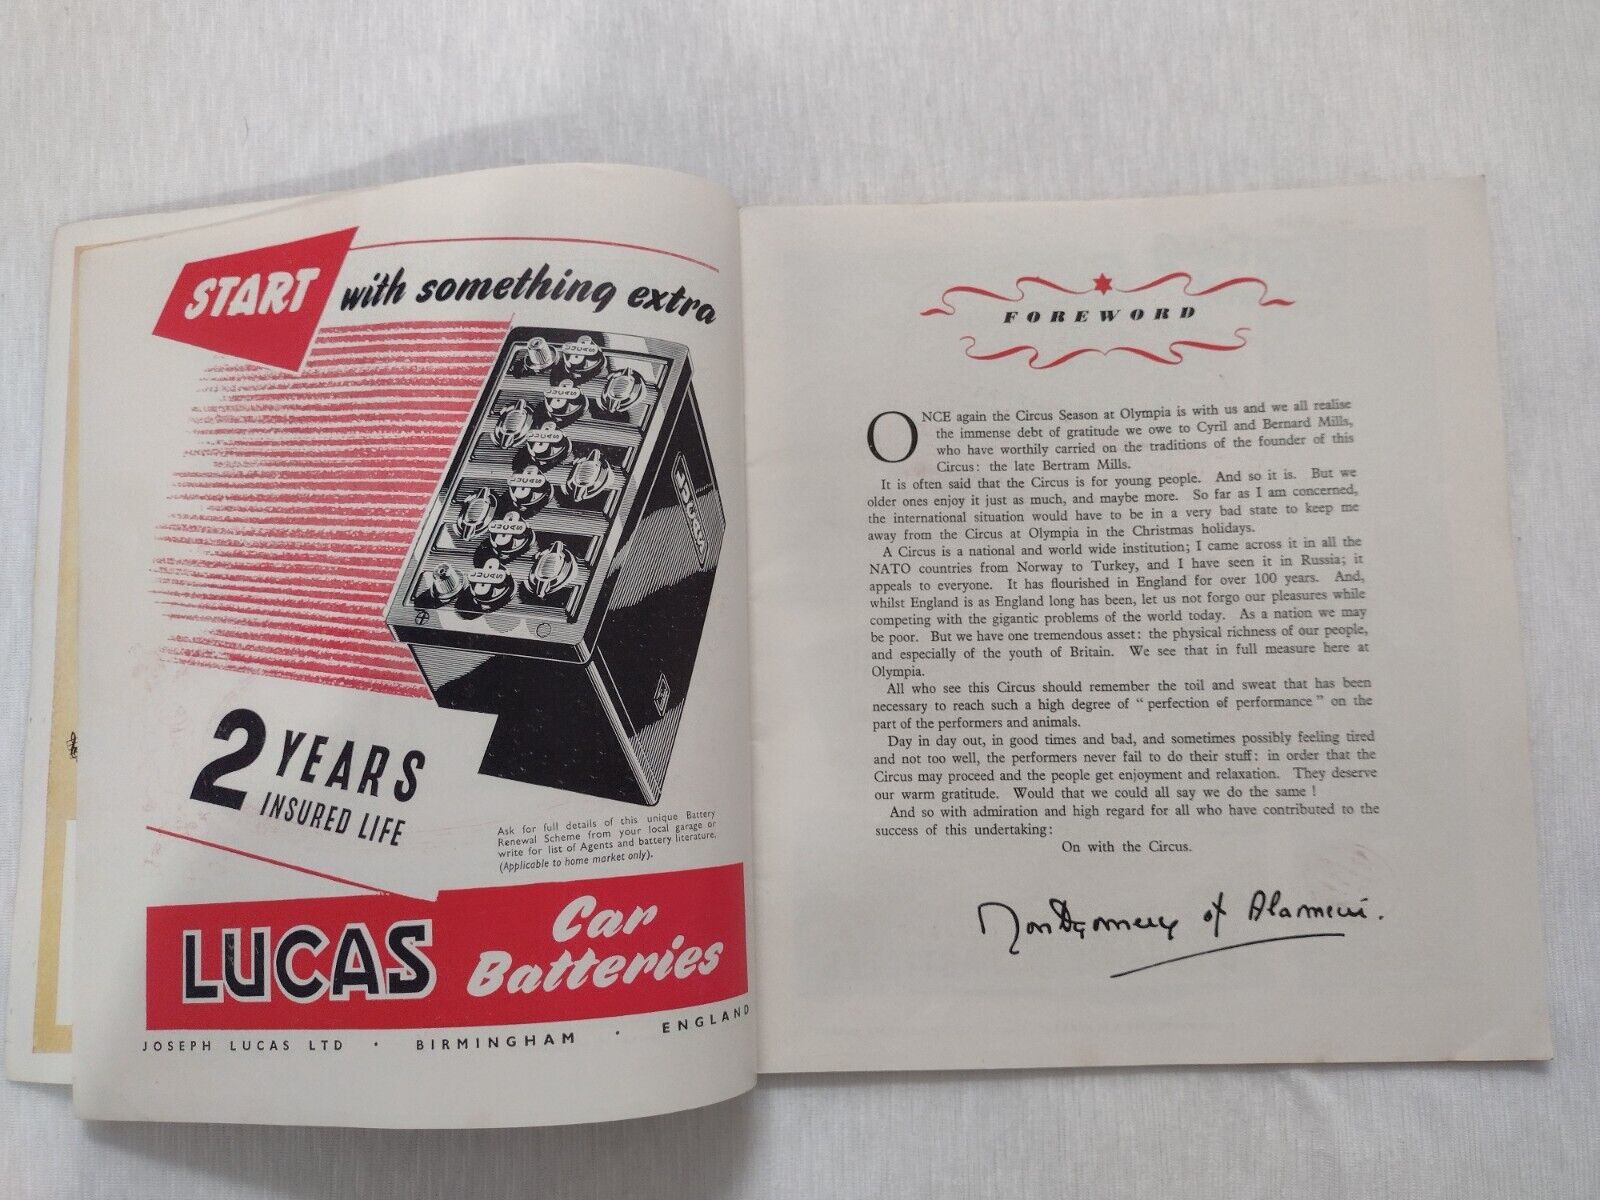 START with something extra
LUCAS
LUCAS
LUCAS
LUCAS
LUCAS
LUCAS
LUCAS
2 YEARS
INSURED LIFE
Ask for full details of this unique Battery
Renewal Scheme from your local garage or
write for list of Agents and battery literature.
(Applicable to home market only).
LUCAS Car
Batteries
JOSEPH LUCAS LTD · BIRMINGHAM · ENGLAND
FOREWORD
ONCE again the Circus Season at Olympia is with us and we all realise
the immense debt of gratitude we owe to Cyril and Bernard Mills,
who have worthily carried on the traditions of the founder of this
Circus: the late Bertram Mills.
It is often said that the Circus is for young people. And so it is. But we
older ones enjoy it just as much, and maybe more. So far as I am concerned,
the international situation would have to be in a very bad state to keep me
away from the Circus at Olympia in the Christmas holidays.
A Circus is a national and world wide institution; I came across it in all the
NATO countries from Norway to Turkey, and I have seen it in Russia; it
appeals to everyone. It has flourished in England for over 100 years. And,
whilst England is as England long has been, let us not forgo our pleasures while
competing with the gigantic problems of the world today. As a nation we may
be poor. But we have one tremendous asset: the physical richness of our people,
and especially of the youth of Britain. We see that in full measure here at
Olympia.
All who see this Circus should remember the toil and sweat that has been
necessary to reach such a high degree of " perfection of performance " on the
part of the performers and animals.
Day in day out, in good times and bad, and sometimes possibly feeling tired
and not too well, the performers never fail to do their stuff: in order that the
Circus may proceed and the people get enjoyment and relaxation. They deserve
our warm gratitude. Would that we could all say we do the same !
And so with admiration and high regard for all who have contributed to the
success of this undertaking:
On with the Circus.
Montgomery of Alamein.